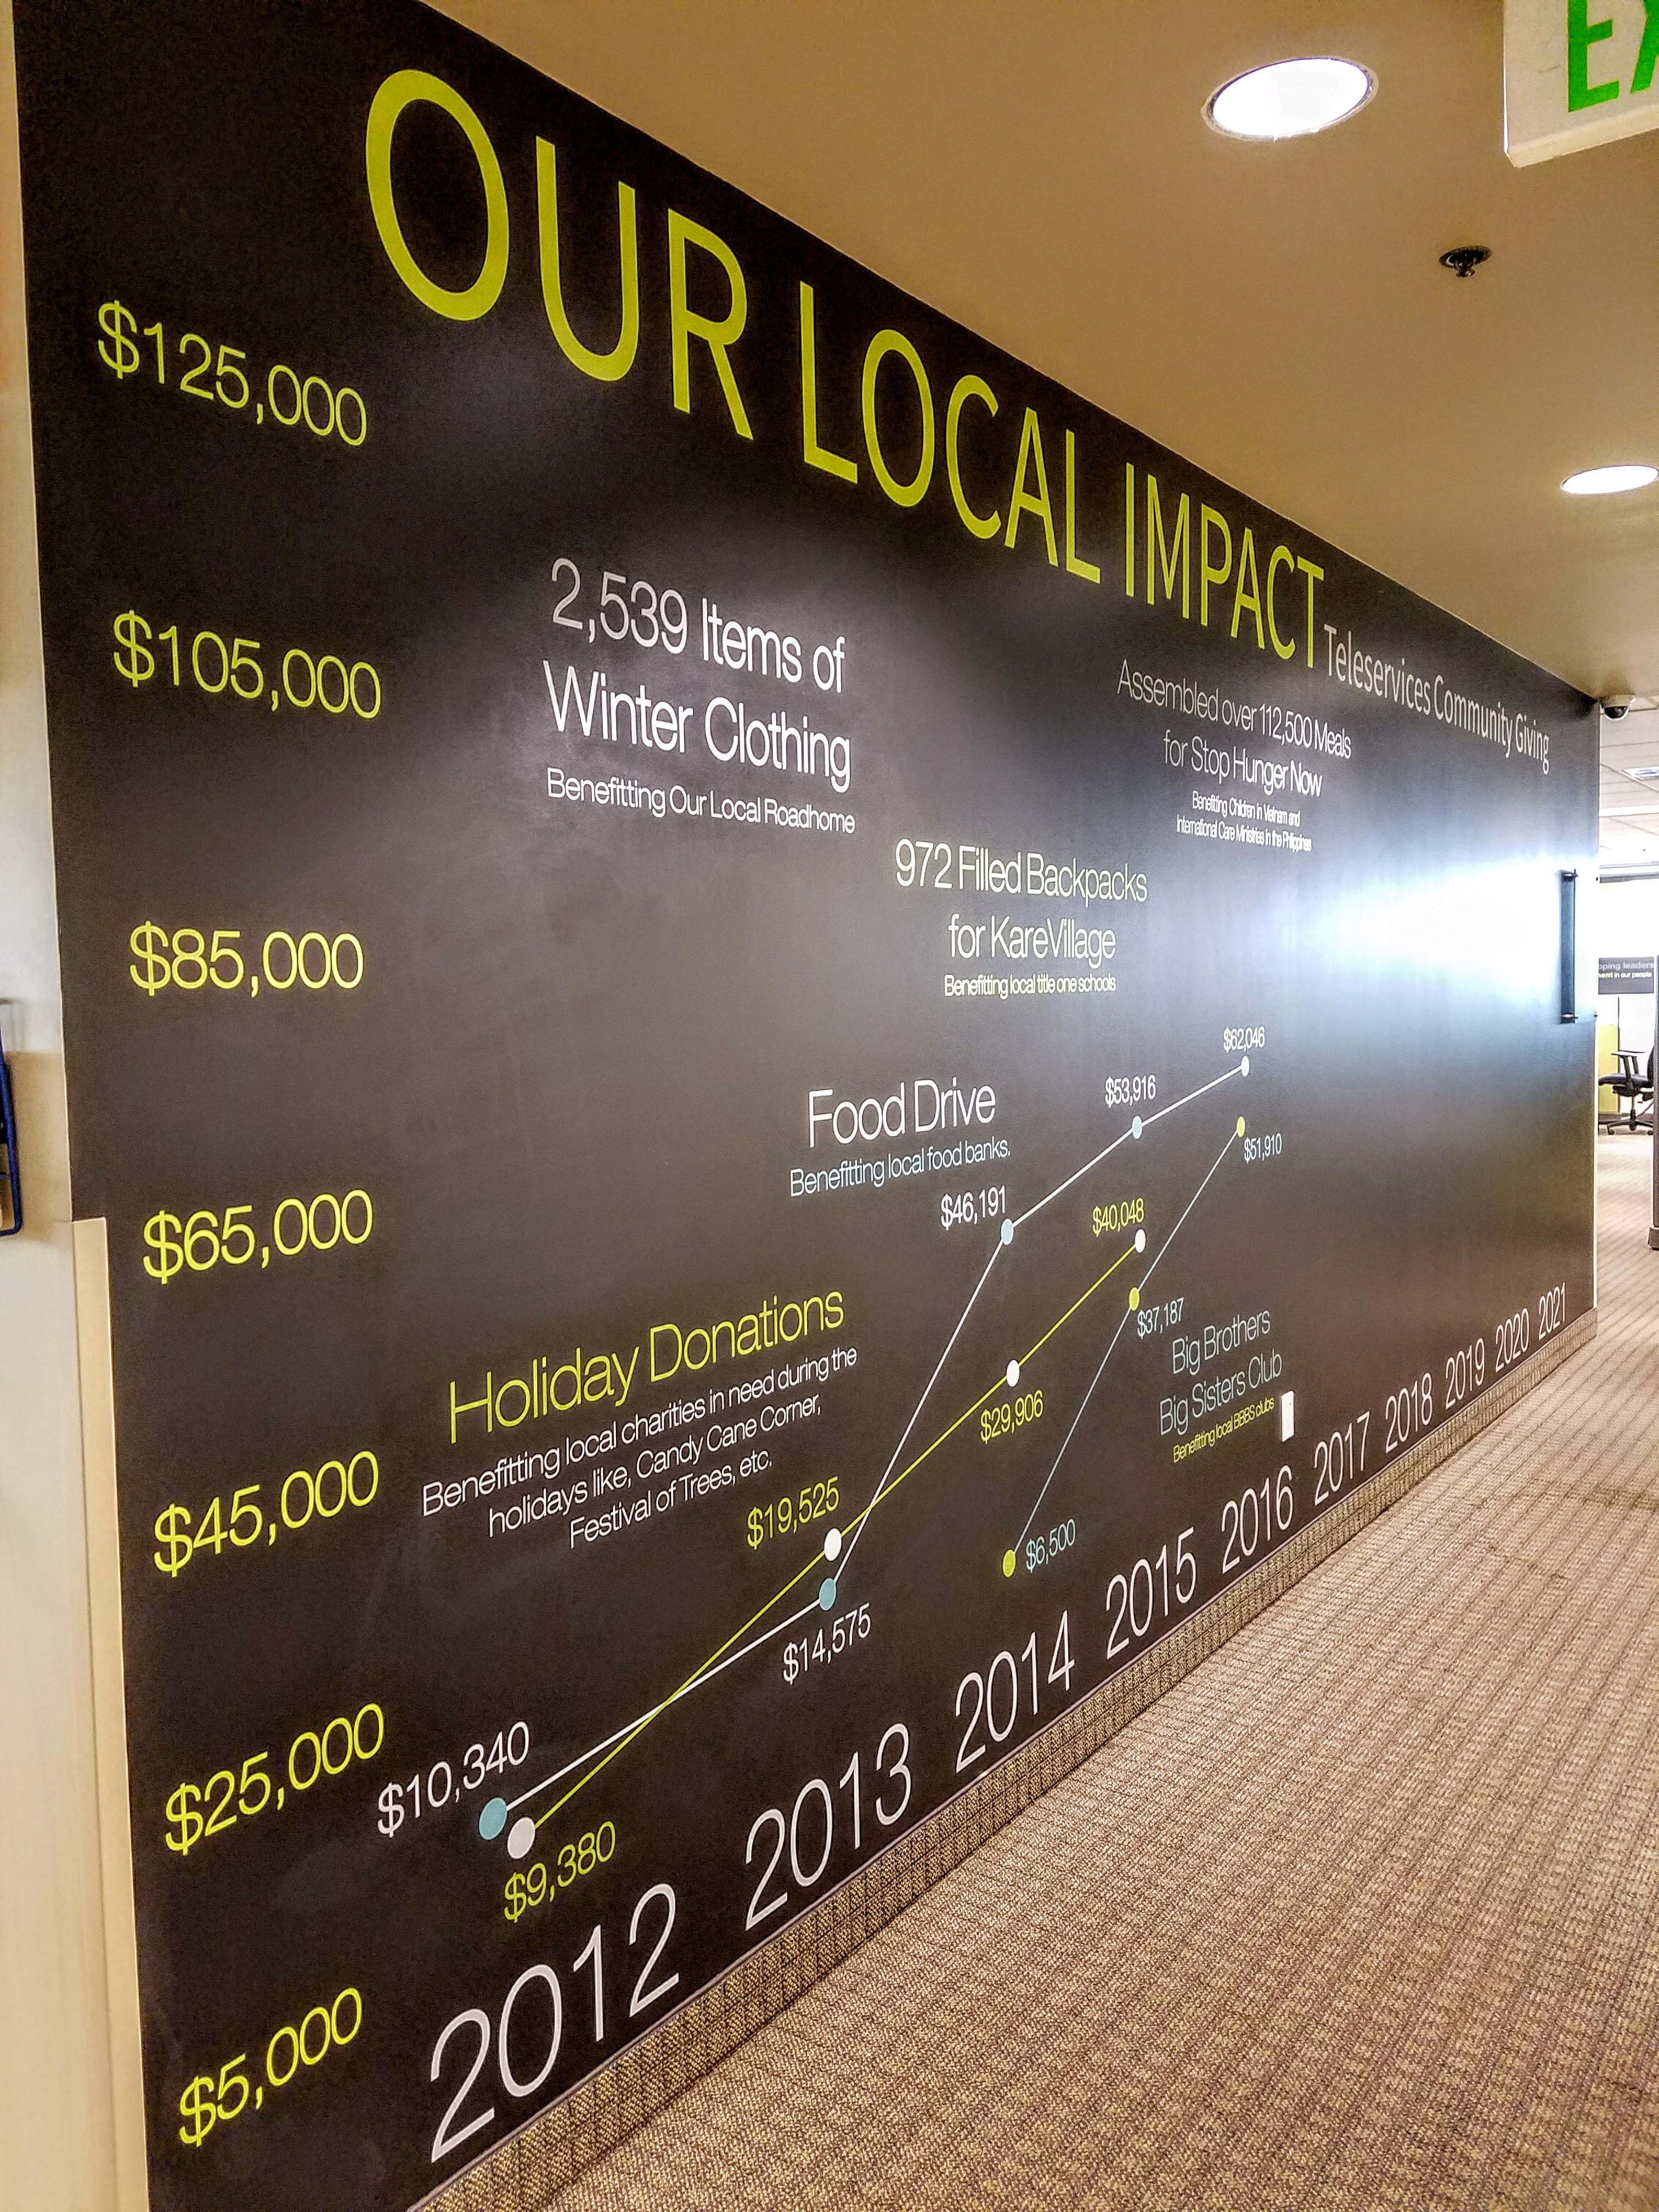 EX
OUR LOCAL IMPACT Teleservices Community Giving
$125,000
$105,000
$85,000
$65,000
$45,000
$25,000
$5,000
2,539 Items of
Winter Clothing
Benefitting Our Local Roadhome
Assembled over 112,500 Meals
for Stop Hunger Now
Benefitting Children in Vietnam and
International Care Ministries in the Philippines
972 Filled Backpacks
for KareVillage
Benefitting local title one schools
Food Drive
Benefitting local food banks.
$10,340
$14,575
$46,191
$53,916
$62,046
Holiday Donations
Benefitting local charities in need during the
holidays like, Candy Cane Corner,
Festival of Trees, etc.
$9,380
$19,525
$29,906
$40,048
Big Brothers
Big Sisters Club
Benefitting local BBBS clubs
$6,500
$37,187
$51,910
2012 2013 2014 2015 2016 2017 2018 2019 2020 2021
leaders
in our people